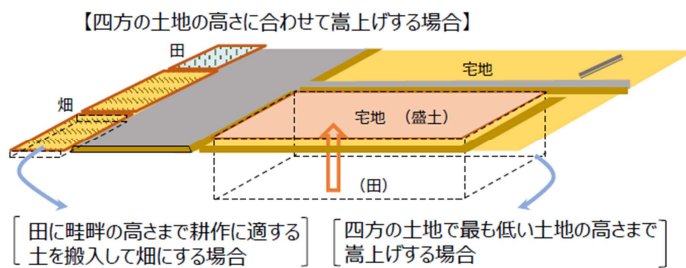 【四方の土地の高さに合わせて嵩上げする場合】
田
宅地
畑
宅地 （盛土）
（田）
田に畦畔の高さまで耕作に適する
土を搬入して畑にする場合
四方の土地で最も低い土地の高さまで
嵩上げする場合